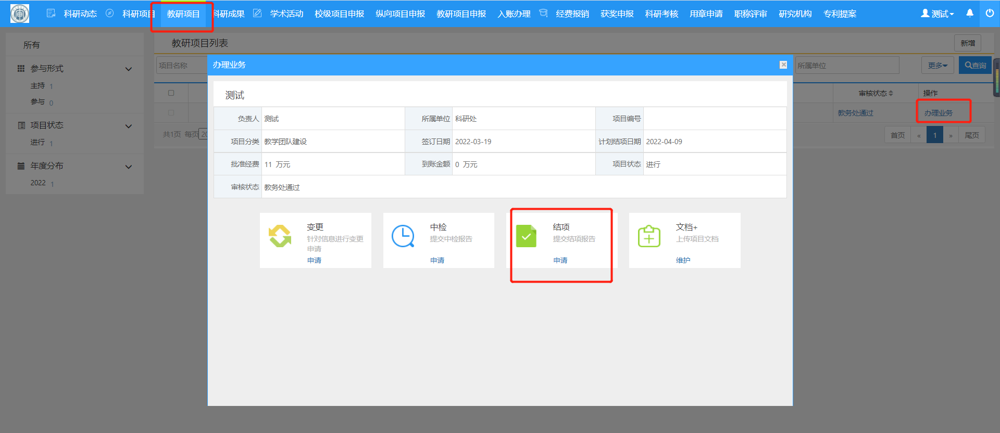 科研动态 科研项目 教研项目 科研成果 学术活动 校级项目申报 纵向项目申报 教研项目申报 入账办理 经费报销 获奖申报 科研考核 用章申请 职称评审 研究机构 专利提案 测试
所有
参与形式
主持 1
参与 0
项目状态
进行 1
年度分布
2022 1
教研项目列表 新增
项目名称 所属单位 更多 查询
审核状态 操作
教务处通过 办理业务
共1页 每页 20
首页 « 1 » 尾页
办理业务
测试
负责人 测试 所属单位 科研处 项目编号
项目分类 教学团队建设 签订日期 2022-03-19 计划结项日期 2022-04-09
批准经费 11 万元 到账金额 0 万元 项目状态 进行
审核状态 教务处通过
变更
针对信息进行变更
申请
申请
中检
提交中检报告
申请
结项
提交结项报告
申请
文档+
上传项目文档
维护